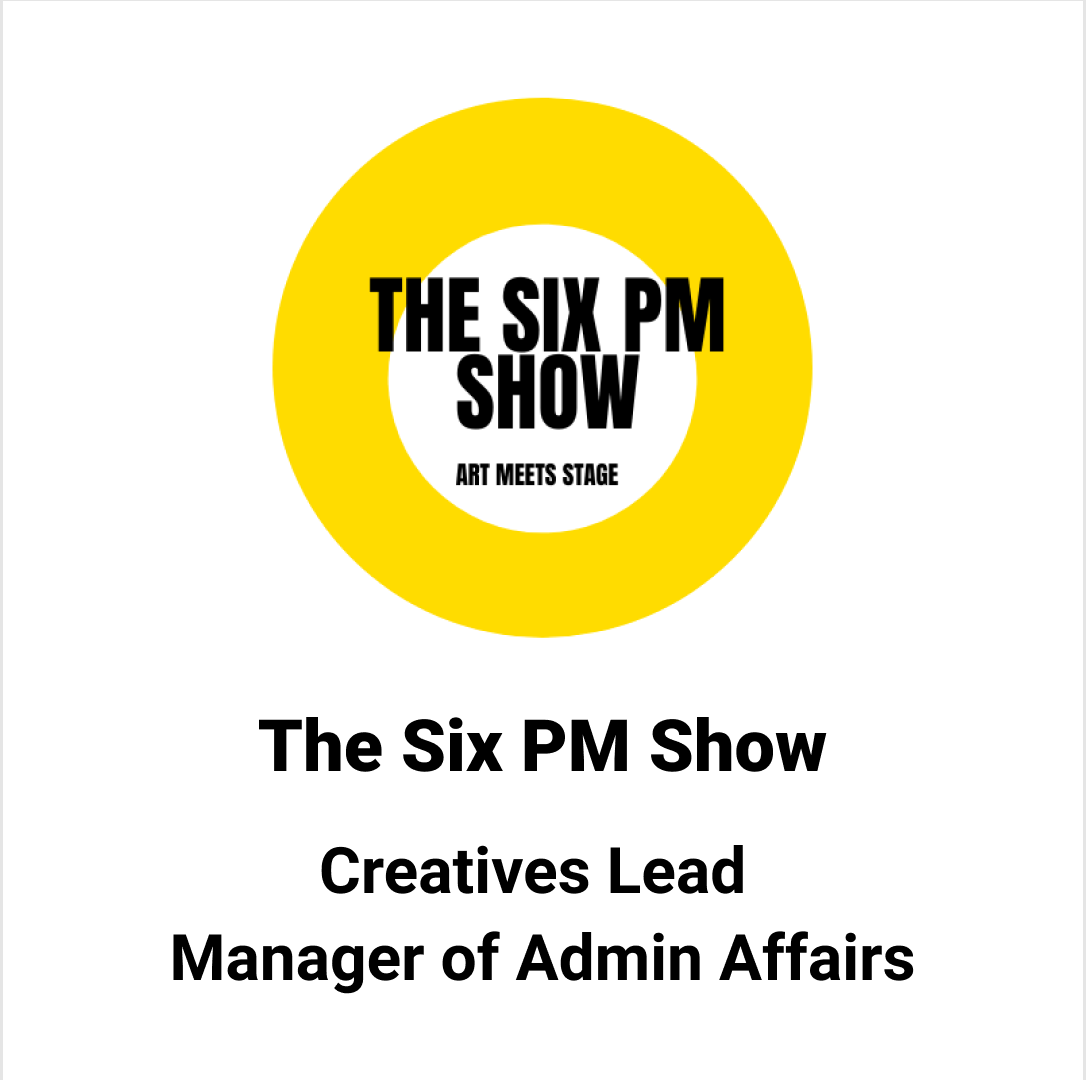 THE SIX PM
SHOW
ART MEETS STAGE
The Six PM Show
Creatives Lead
Manager of Admin Affairs